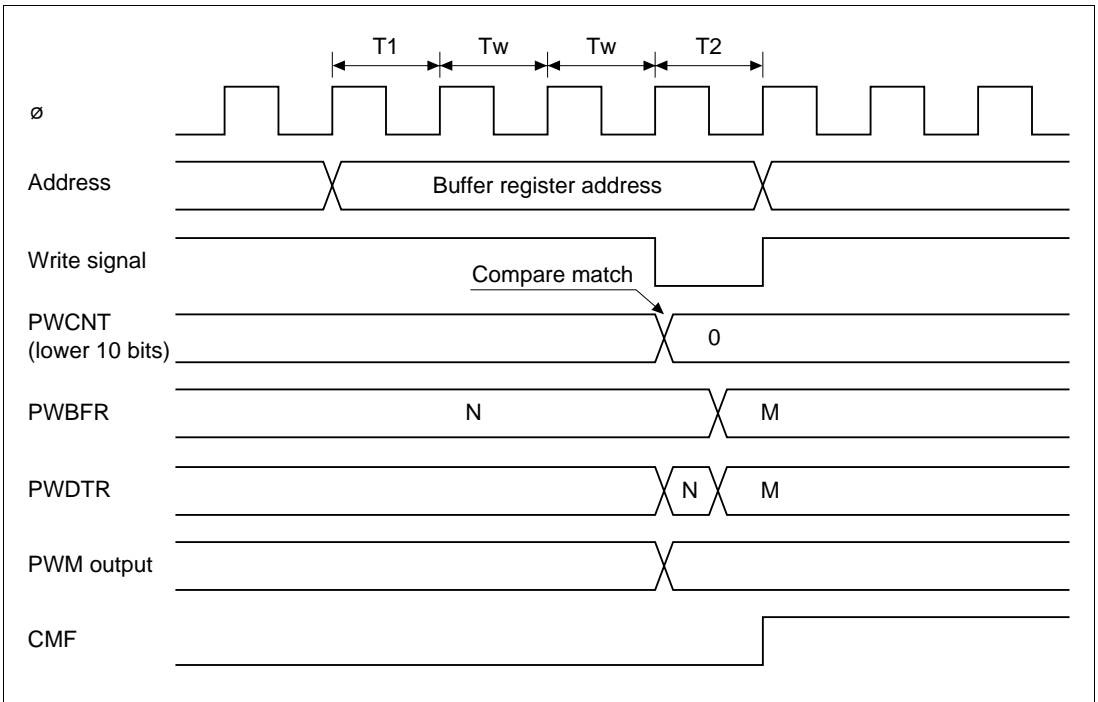 T1 Tw Tw T2
ø
Address Buffer register address
Write signal
Compare match
PWCNT
(lower 10 bits) 0
PWBFR N M
PWDTR N M
PWM output
CMF